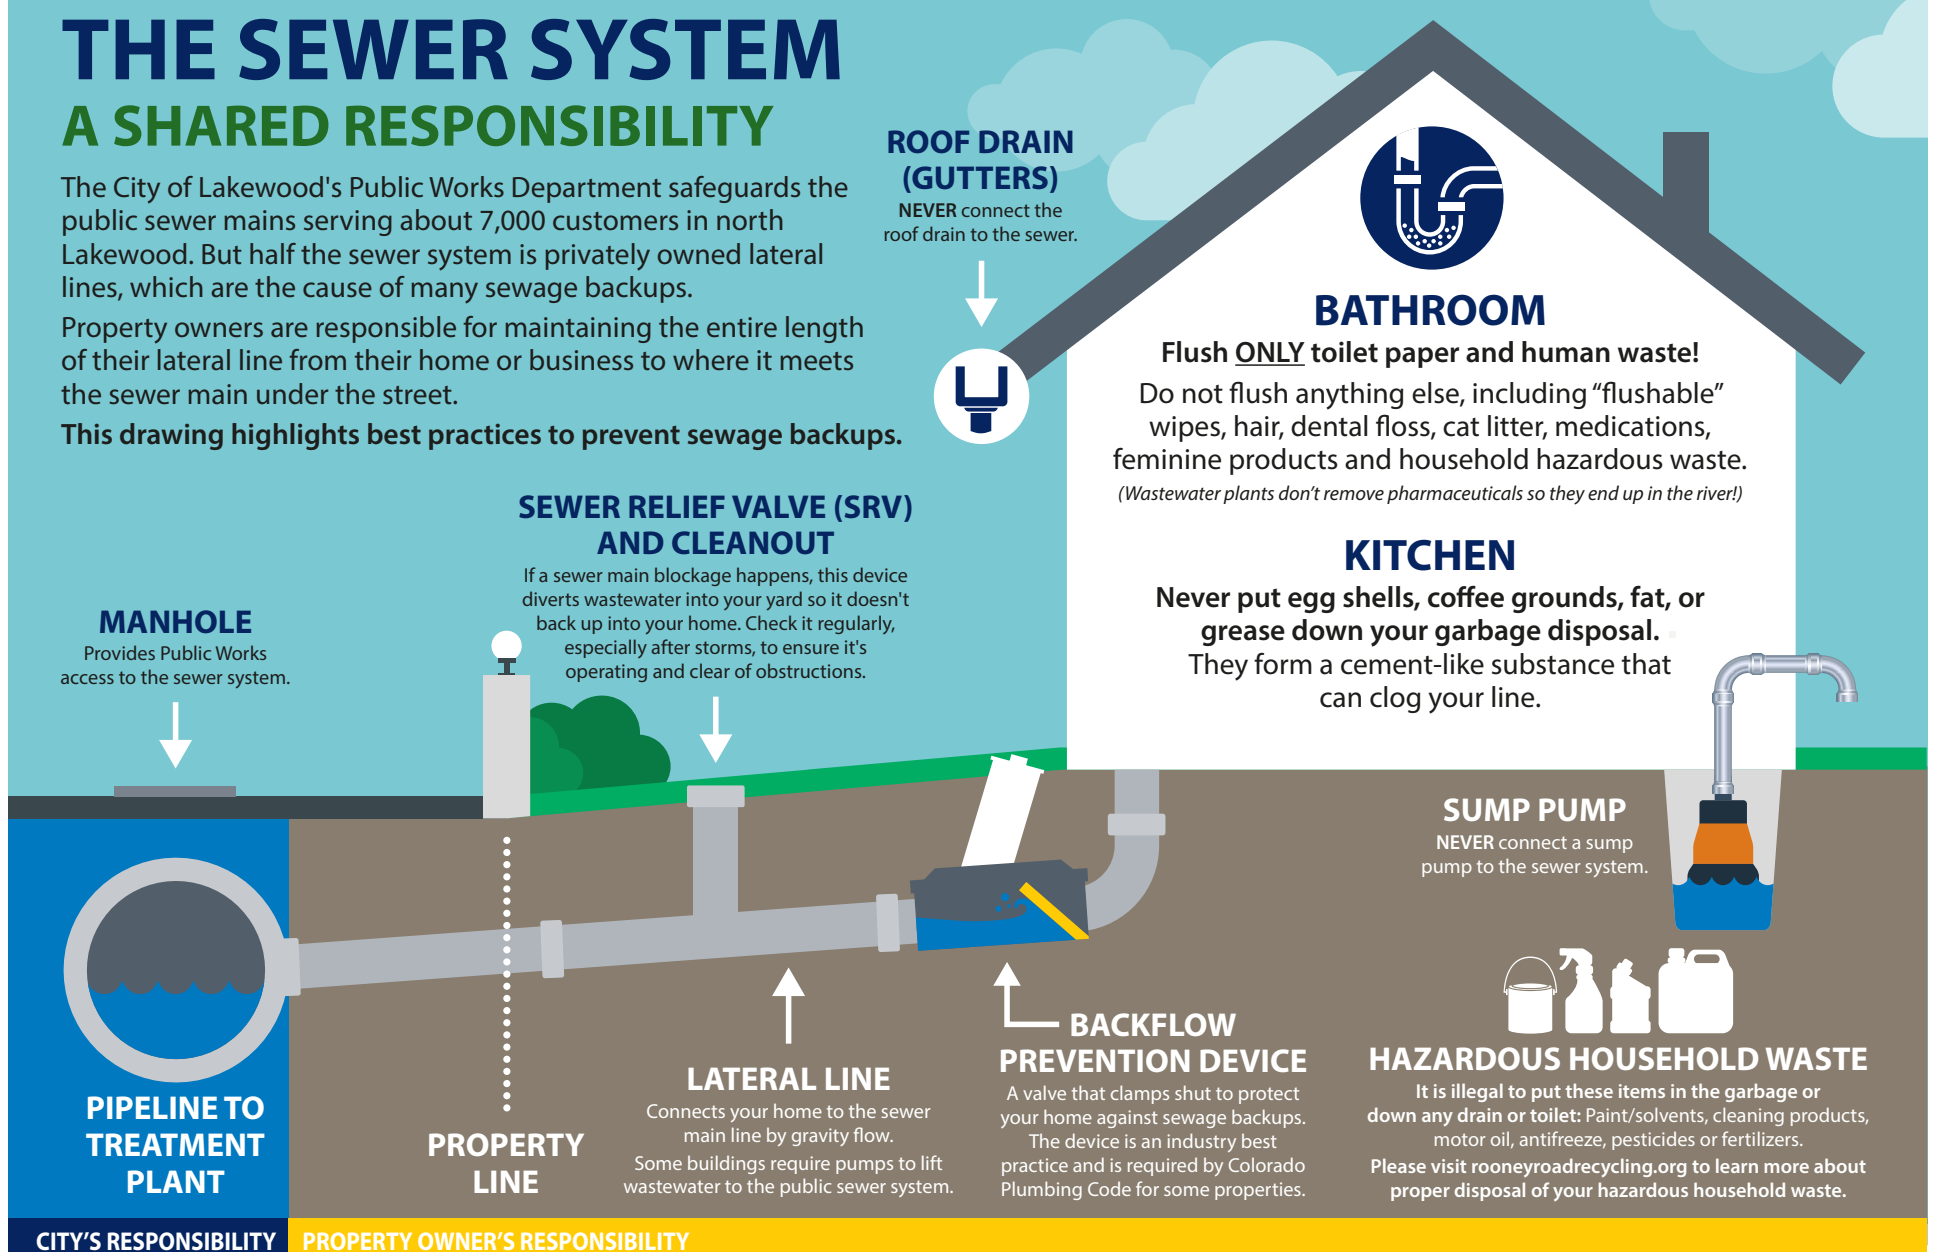 THE SEWER SYSTEM
A SHARED RESPONSIBILITY
The City of Lakewood's Public Works Department safeguards the
public sewer mains serving about 7,000 customers in north
Lakewood. But half the sewer system is privately owned lateral
lines, which are the cause of many sewage backups.
Property owners are responsible for maintaining the entire length
of their lateral line from their home or business to where it meets
the sewer main under the street.
This drawing highlights best practices to prevent sewage backups.
ROOF DRAIN
(GUTTERS)
NEVER connect the
roof drain to the sewer.
BATHROOM
Flush ONLY toilet paper and human waste!
Do not flush anything else, including “flushable”
wipes, hair, dental floss, cat litter, medications,
feminine products and household hazardous waste.
(Wastewater plants don’t remove pharmaceuticals so they end up in the river!)
KITCHEN
Never put egg shells, coffee grounds, fat, or
grease down your garbage disposal.
They form a cement-like substance that
can clog your line.
SEWER RELIEF VALVE (SRV)
AND CLEANOUT
If a sewer main blockage happens, this device
diverts wastewater into your yard so it doesn't
back up into your home. Check it regularly,
especially after storms, to ensure it's
operating and clear of obstructions.
MANHOLE
Provides Public Works
access to the sewer system.
SUMP PUMP
NEVER connect a sump
pump to the sewer system.
PIPELINE TO
TREATMENT
PLANT
PROPERTY
LINE
LATERAL LINE
Connects your home to the sewer
main line by gravity flow.
Some buildings require pumps to lift
wastewater to the public sewer system.
BACKFLOW
PREVENTION DEVICE
A valve that clamps shut to protect
your home against sewage backups.
The device is an industry best
practice and is required by Colorado
Plumbing Code for some properties.
HAZARDOUS HOUSEHOLD WASTE
It is illegal to put these items in the garbage or
down any drain or toilet: Paint/solvents, cleaning products,
motor oil, antifreeze, pesticides or fertilizers.
Please visit rooneyroadrecycling.org to learn more about
proper disposal of your hazardous household waste.
CITY'S RESPONSIBILITY
PROPERTY OWNER'S RESPONSIBILITY